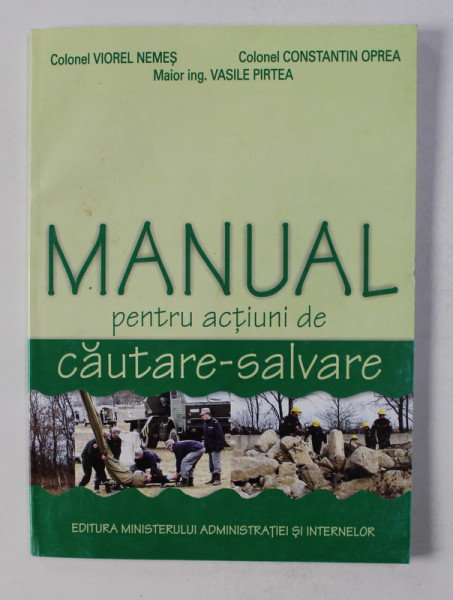 Colonel VIOREL NEMEȘ Colonel CONSTANTIN OPREA
Maior ing. VASILE PIRTEA
MANUAL
pentru acțiuni de
căutare-salvare
EDITURA MINISTERULUI ADMINISTRAȚIEI ȘI INTERNELOR